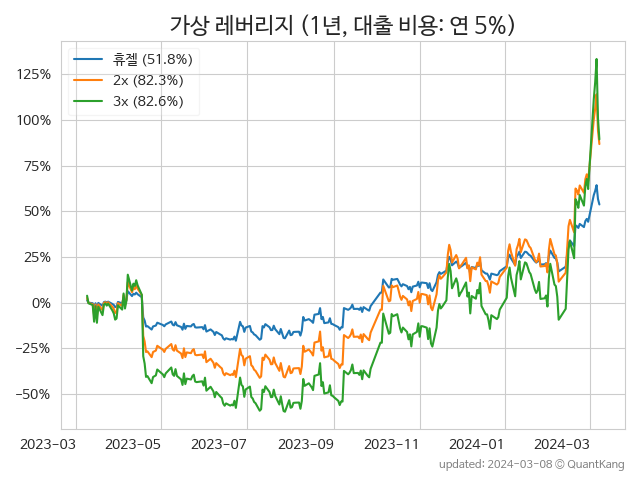 가상 레버리지 (1년, 대출 비용: 연 5%)
휴젤 (51.8%)
2x (82.3%)
3x (82.6%)
125%
100%
75%
50%
25%
0%
−25%
−50%
2023-03 2023-05 2023-07 2023-09 2023-11 2024-01 2024-03
updated: 2024-03-08 © QuantKang